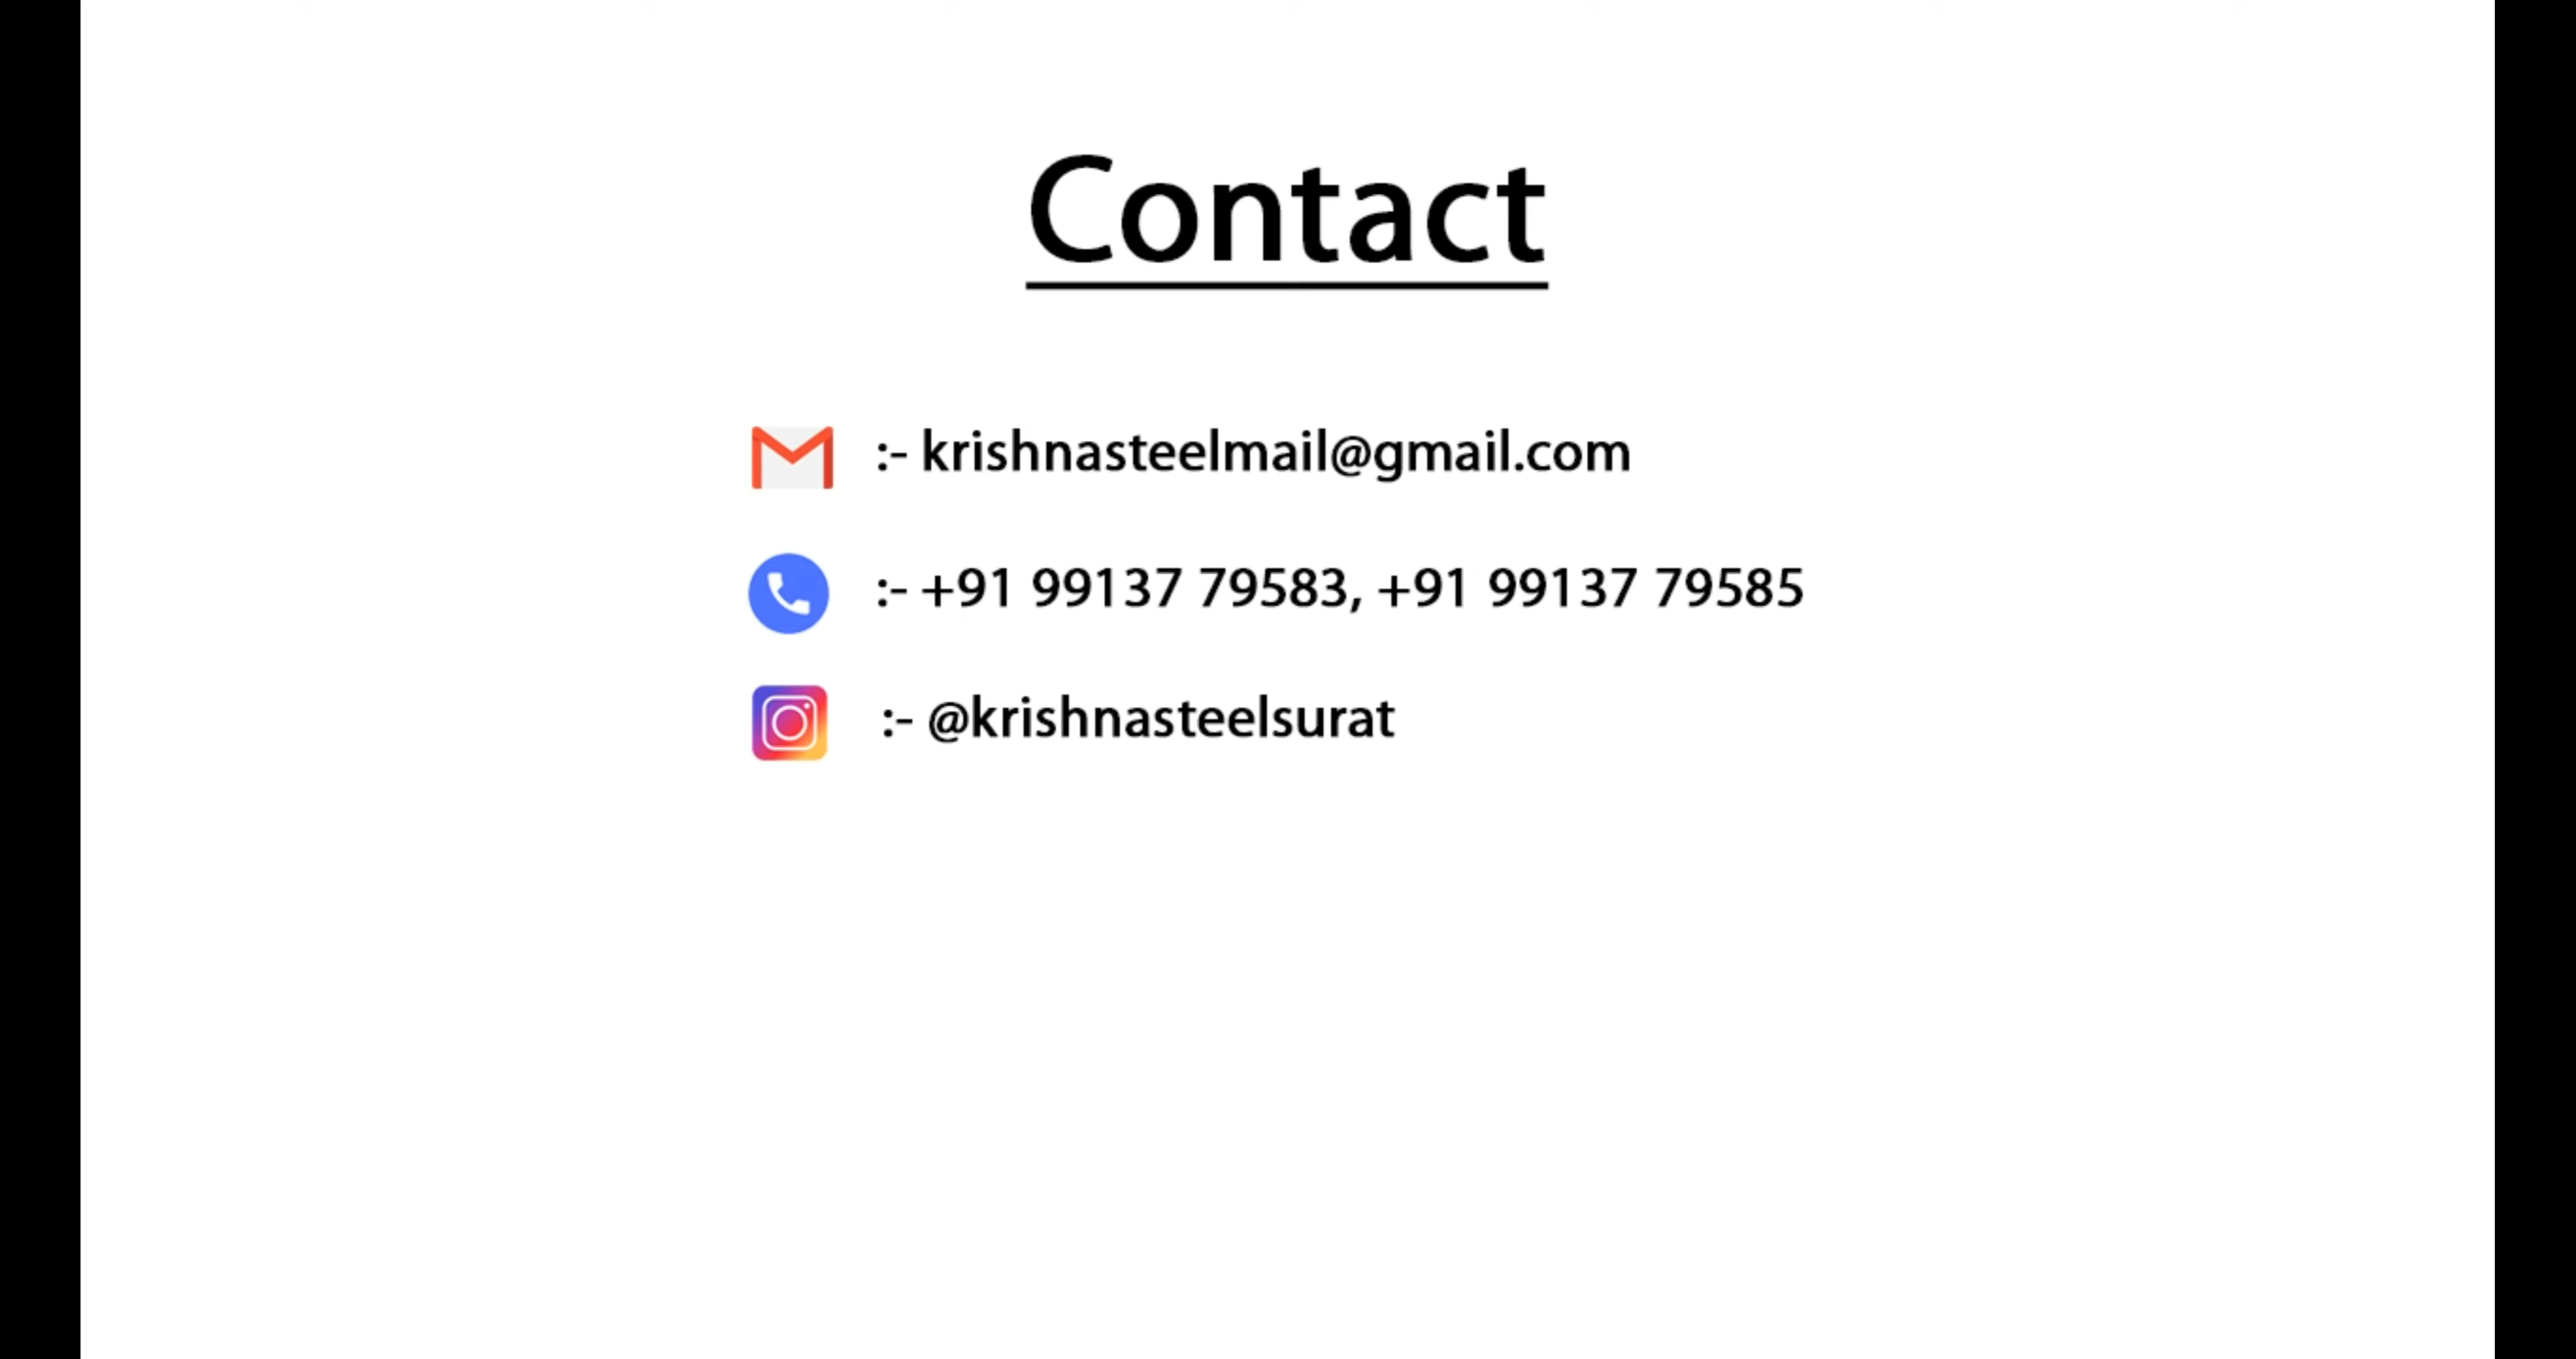 Contact
:- krishnasteelmail@gmail.com
:- +91 99137 79583, +91 99137 79585
:- @krishnasteelsurat